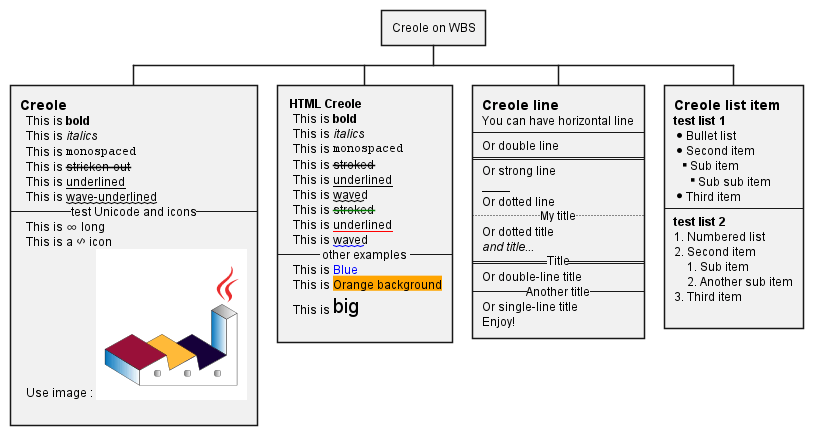 Creole on WBS
Creole
This is bold
This is italics
This is monospaced
This is stricken-out
This is underlined
This is wave-underlined
test Unicode and icons
This is ∞ long
This is a icon
Use image :
HTML Creole
This is bold
This is italics
This is monospaced
This is stroked
This is underlined
This is waved
This is stroked
This is underlined
This is waved
other examples
This is Blue
This is Orange background
This is big
Creole line
You can have horizontal line
Or double line
Or strong line
____
Or dotted line
My title
Or dotted title
and title...
Title
Or double-line title
Another title
Or single-line title
Enjoy!
Creole list item
test list 1
• Bullet list
• Second item
▪ Sub item
▪ Sub sub item
• Third item
test list 2
1. Numbered list
2. Second item
1. Sub item
2. Another sub item
3. Third item